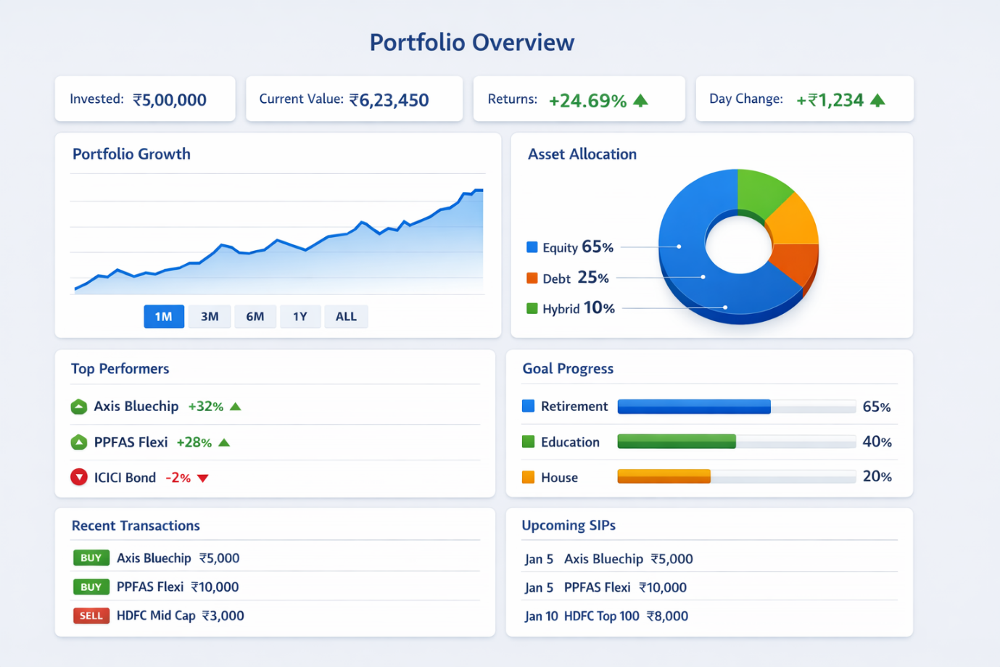 Portfolio Overview
Invested: ₹5,00,000
Current Value: ₹6,23,450
Returns: +24.69%
Day Change: +₹1,234
Portfolio Growth
1M 3M 6M 1Y ALL
Asset Allocation
Equity 65%
Debt 25%
Hybrid 10%
Top Performers
Axis Bluechip +32%
PPFAS Flexi +28%
ICICI Bond -2%
Goal Progress
Retirement 65%
Education 40%
House 20%
Recent Transactions
BUY Axis Bluechip ₹5,000
BUY PPFAS Flexi ₹10,000
SELL HDFC Mid Cap ₹3,000
Upcoming SIPs
Jan 5 Axis Bluechip ₹5,000
Jan 5 PPFAS Flexi ₹10,000
Jan 10 HDFC Top 100 ₹8,000